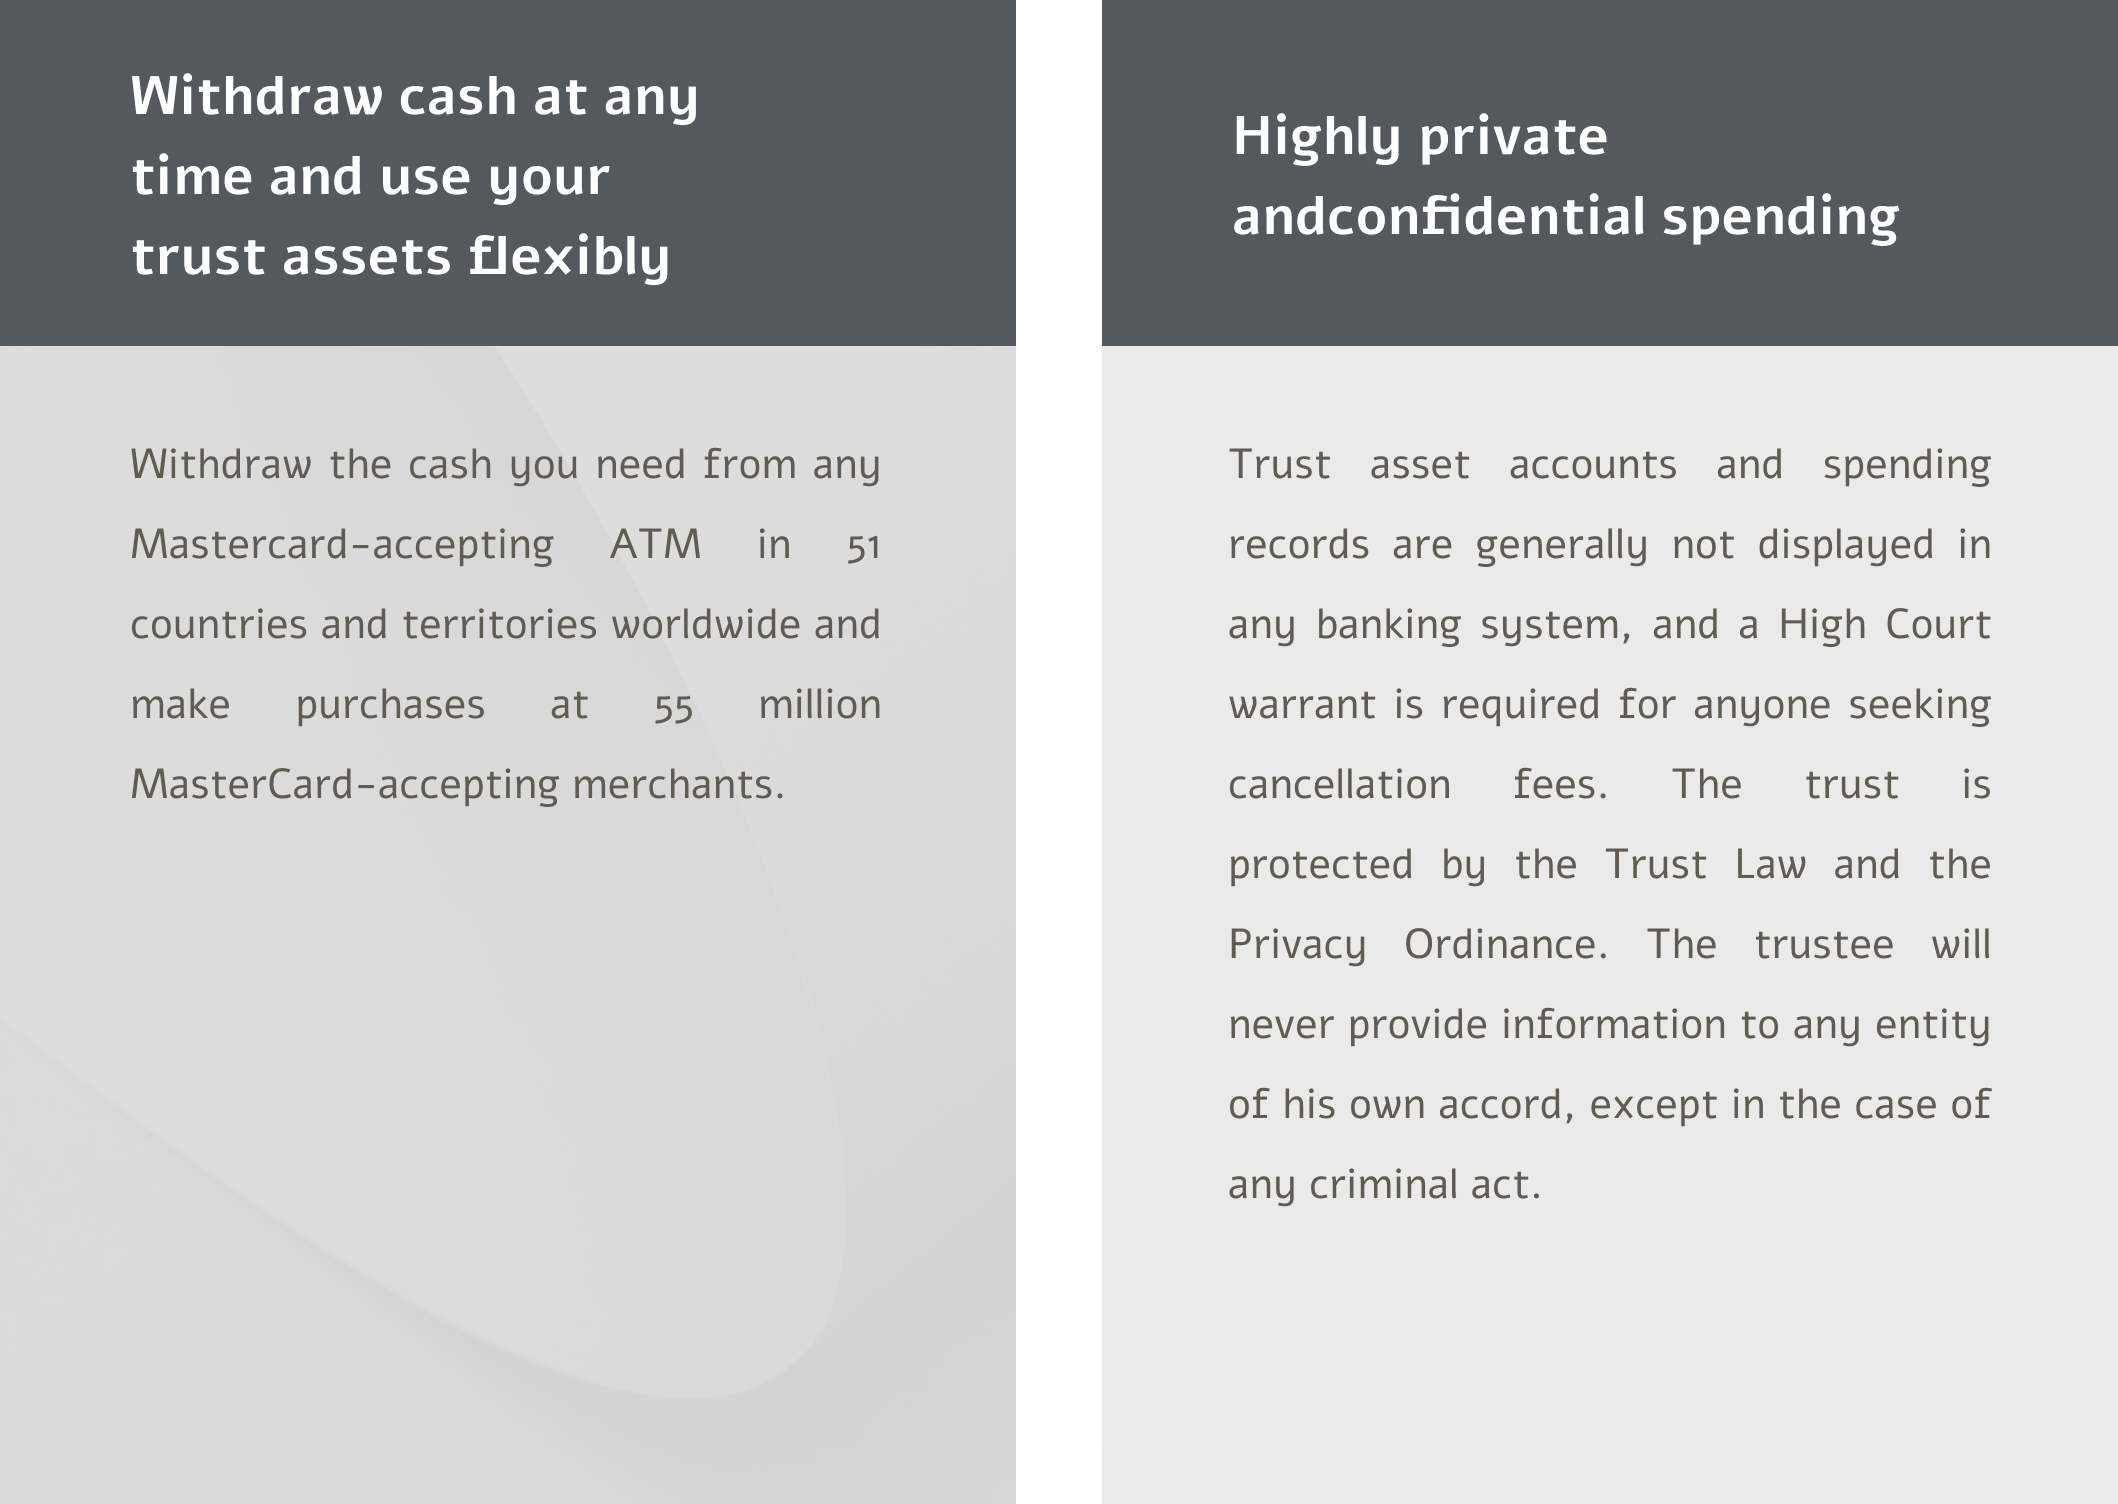 Withdraw cash at any
time and use your
trust assets flexibly
Withdraw the cash you need from any
Mastercard-accepting ATM in 51
countries and territories worldwide and
make purchases at 55 million
MasterCard-accepting merchants.
Highly private
andconfidential spending
Trust asset accounts and spending
records are generally not displayed in
any banking system, and a High Court
warrant is required for anyone seeking
cancellation fees. The trust is
protected by the Trust Law and the
Privacy Ordinance. The trustee will
never provide information to any entity
of his own accord, except in the case of
any criminal act.